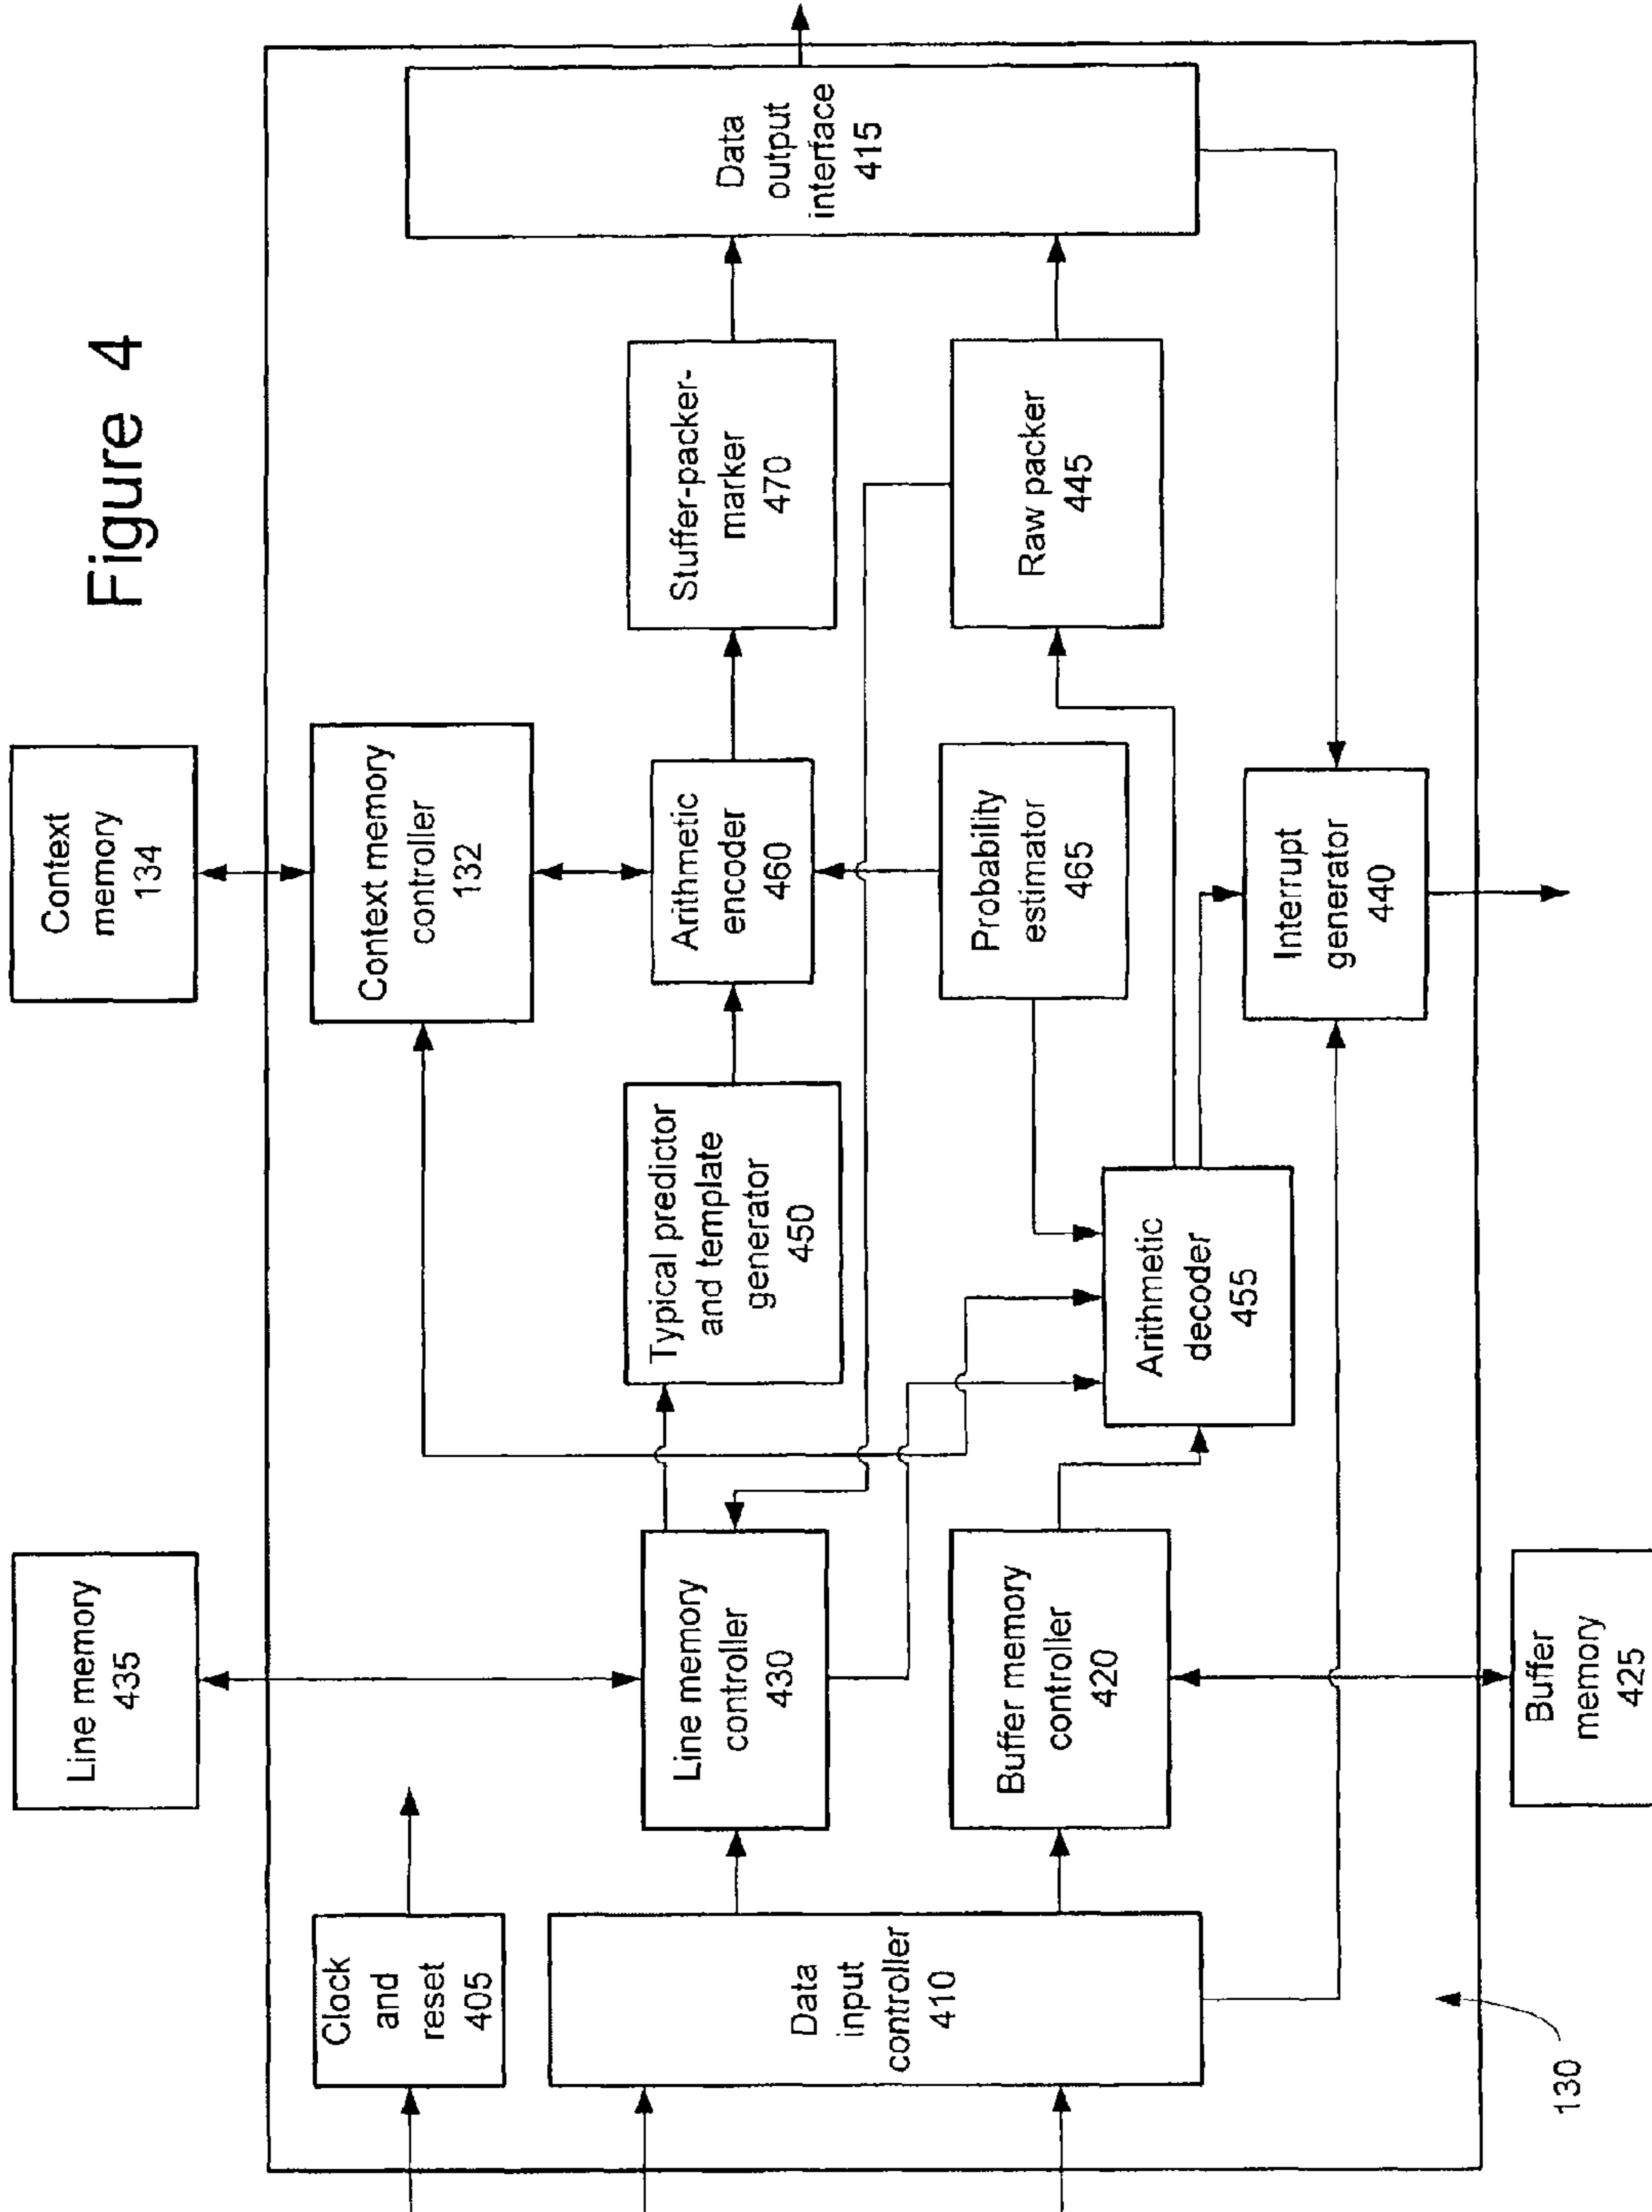 Figure 4
Line memory
435
Context
memory
134
Clock
and
reset
405
Context memory
controller
132
Data
input
controller
410
Line memory
controller
430
Typical predictor
and template
generator
450
Arithmetic
encoder
460
Stuffer-packer-
marker
470
Data
output
interface
415
Buffer memory
controller
420
Arithmetic
decoder
455
Probability
estimator
465
Raw packer
445
Interrupt
generator
440
130
Buffer
memory
425